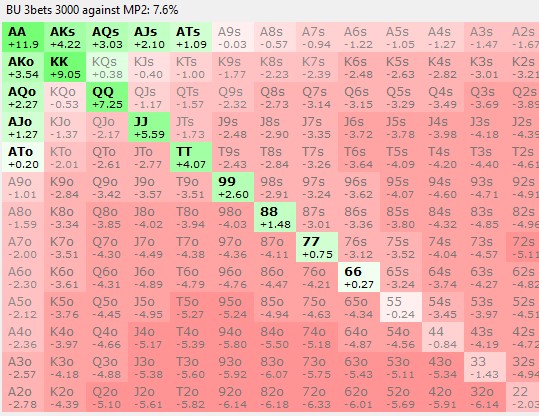 BU 3bets 3000 against MP2: 7.6%
AA AKs AQs AJs ATs A9s A8s A7s A6s A5s A4s A3s A2s
+11.9 +4.22 +3.03 +2.10 +1.09 -0.03 -0.57 -0.94 -1.22 -1.05 -1.27 -1.47 -1.67
AKo KK KQs KJs KTs K9s K8s K7s K6s K5s K4s K3s K2s
+3.54 +9.05 +0.38 -0.40 -1.00 -1.77 -2.23 -2.39 -2.48 -2.63 -2.82 -3.01 -3.21
AQo KQo QQ QJs QTs Q9s Q8s Q7s Q6s Q5s Q4s Q3s Q2s
+2.27 -0.53 +7.25 -1.17 -1.57 -2.32 -2.73 -3.14 -3.15 -3.29 -3.49 -3.69 -3.89
AJo KJo QJo JJ JTs J9s J8s J7s J6s J5s J4s J3s J2s
+1.27 -1.37 -2.17 +5.59 -1.73 -2.48 -2.90 -3.35 -3.72 -3.78 -3.98 -4.18 -4.39
ATo KTo QTo JTo TT T9s T8s T7s T6s T5s T4s T3s T2s
+0.20 -2.01 -2.61 -2.77 +4.07 -2.43 -2.84 -3.26 -3.64 -4.09 -4.20 -4.40 -4.61
A9o K9o Q9o J9o T9o 99 98s 97s 96s 95s 94s 93s 92s
-1.01 -2.84 -3.42 -3.57 -3.51 +2.60 -2.91 -3.24 -3.62 -4.07 -4.60 -4.71 -4.91
A8o K8o Q8o J8o T8o 98o 88 87s 86s 85s 84s 83s 82s
-1.59 -3.34 -3.85 -4.02 -3.94 -4.03 +1.48 -3.01 -3.36 -3.80 -4.32 -4.85 -4.96
A7o K7o Q7o J7o T7o 97o 87o 77 76s 75s 74s 73s 72s
-2.00 -3.51 -4.30 -4.49 -4.38 -4.36 -4.11 +0.75 -3.12 -3.52 -4.04 -4.57 -5.11
A6o K6o Q6o J6o T6o 96o 86o 76o 66 65s 64s 63s 62s
-2.30 -3.61 -4.31 -4.89 -4.79 -4.76 -4.47 -4.21 +0.27 -3.24 -3.74 -4.27 -4.82
A5o K5o Q5o J5o T5o 95o 85o 75o 65o 55 54s 53s 52s
-2.12 -3.76 -4.45 -4.95 -5.27 -5.24 -4.94 -4.63 -4.34 -0.24 -3.45 -3.97 -4.51
A4o K4o Q4o J4o T4o 94o 84o 74o 64o 54o 44 43s 42s
-2.36 -3.97 -4.66 -5.17 -5.39 -5.80 -5.50 -5.18 -4.87 -4.56 -0.84 -4.19 -4.72
A3o K3o Q3o J3o T3o 93o 83o 73o 63o 53o 43o 33 32s
-2.57 -4.18 -4.88 -5.38 -5.60 -5.92 -6.07 -5.75 -5.43 -5.11 -5.34 -1.43 -4.94
A2o K2o Q2o J2o T2o 92o 82o 72o 62o 52o 42o 32o 22
-2.78 -4.39 -5.10 -5.61 -5.82 -6.14 -6.18 -6.33 -6.01 -5.69 -5.91 -6.14 -2.03